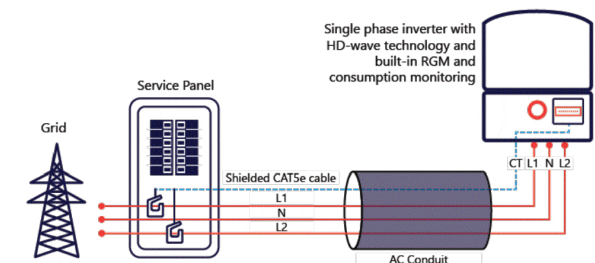 Single phase inverter with
HD-wave technology and
built-in RGM and
consumption monitoring
Service Panel
Grid
CT L1 N L2
Shielded CAT5e cable
L1
N
L2
AC Conduit